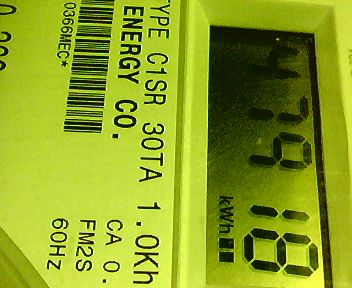 47918
kWh
TYPE C1SR 30TA 1.0Kh
ENERGY CO.
CA 0.
FM2S
0366MEC*
60Hz